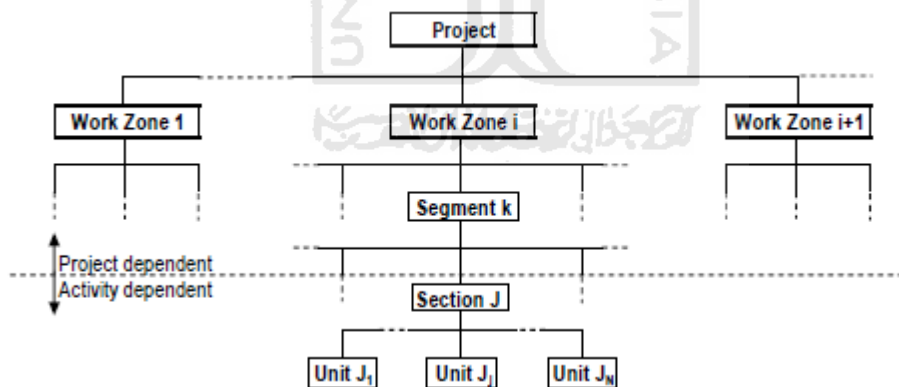 Project
Work Zone 1
Work Zone i
Work Zone i+1
Segment k
Project dependent
Activity dependent
Section J
Unit J₁
Unit Jⱼ
Unit J_N